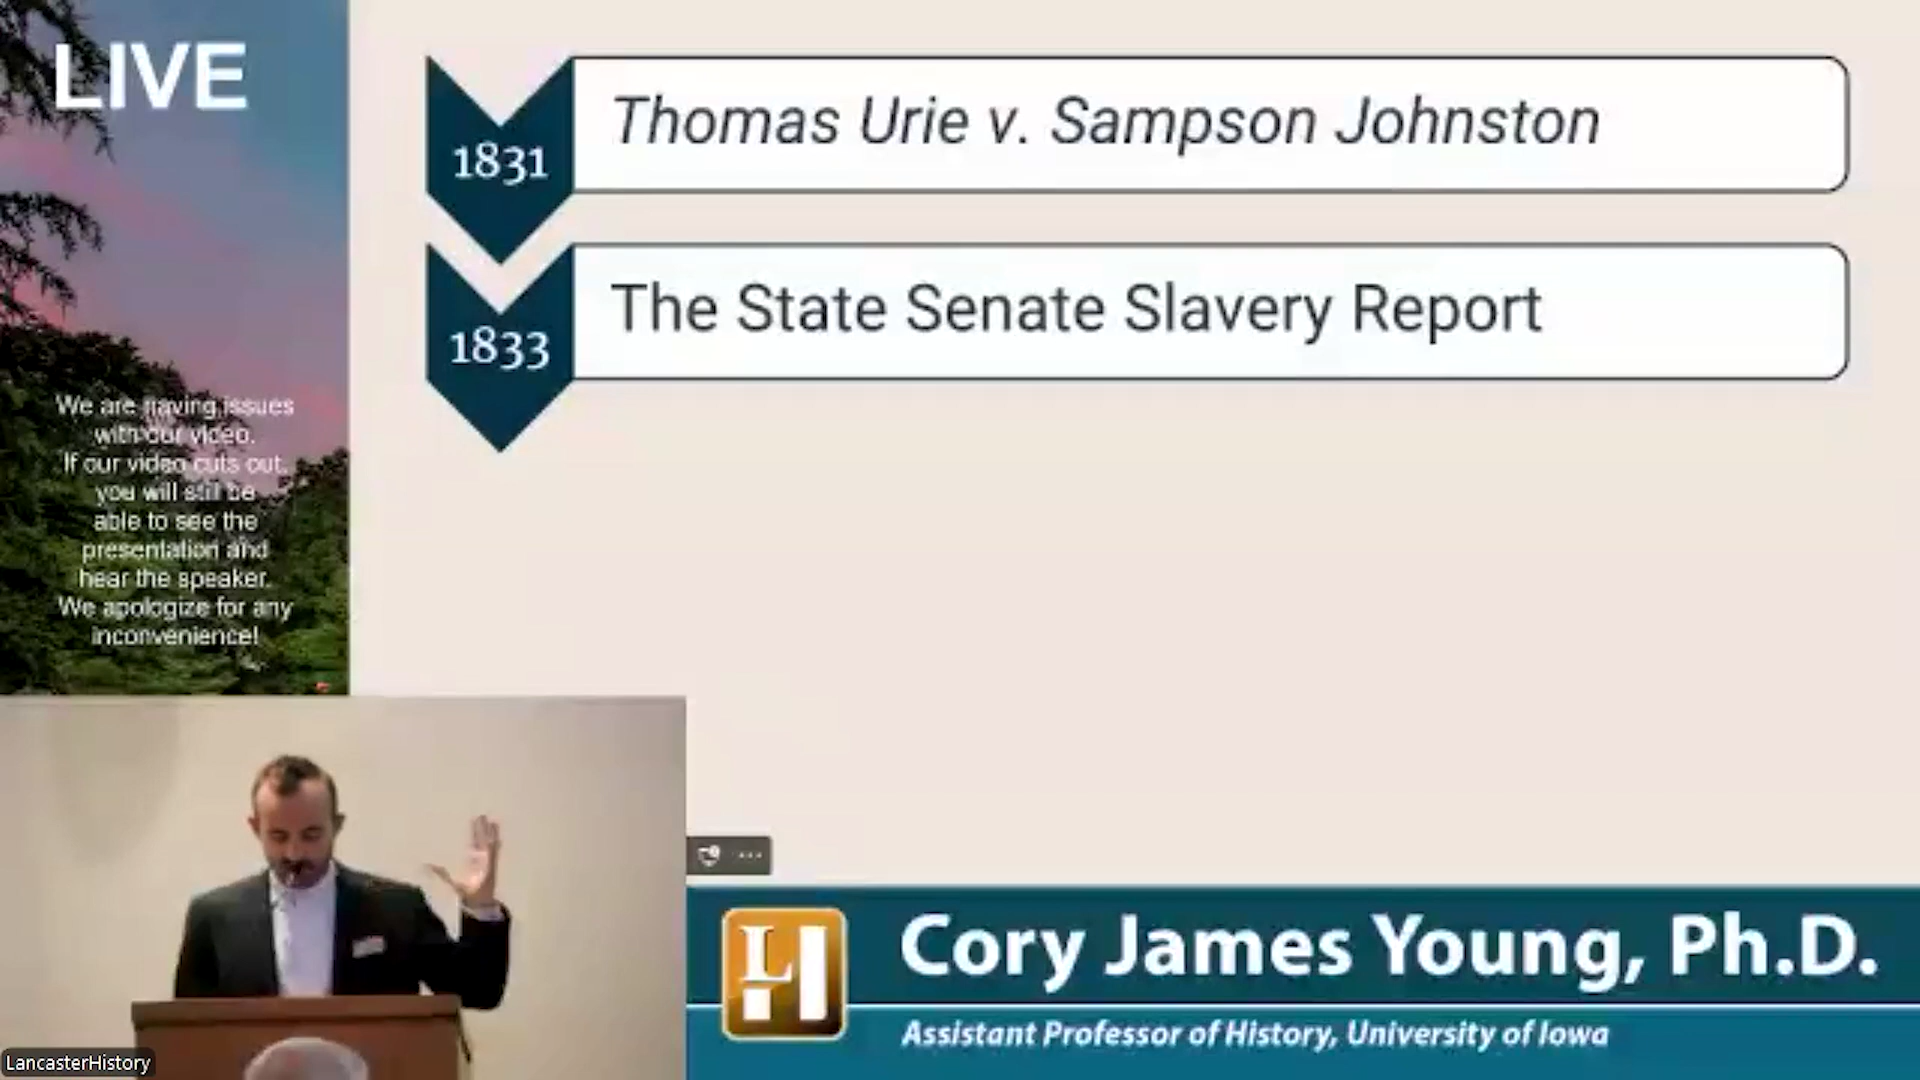 LIVE
1831
Thomas Urie v. Sampson Johnston
1833
The State Senate Slavery Report
We are having issues
with our video.
If our video cuts out,
you will still be
able to see the
presentation and
hear the speaker.
We apologize for any
inconvenience!
LH
Cory James Young, Ph.D.
Assistant Professor of History, University of Iowa
LancasterHistory